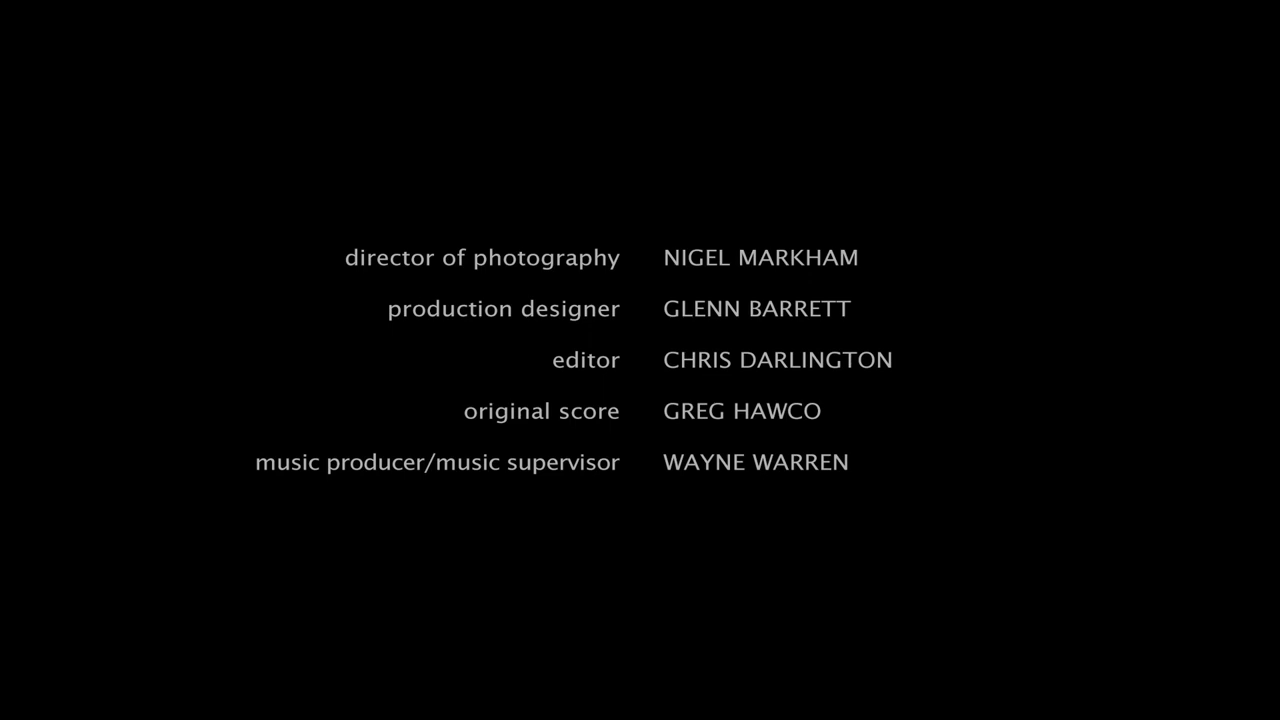 director of photography NIGEL MARKHAM
production designer GLENN BARRETT
editor CHRIS DARLINGTON
original score GREG HAWCO
music producer/music supervisor WAYNE WARREN